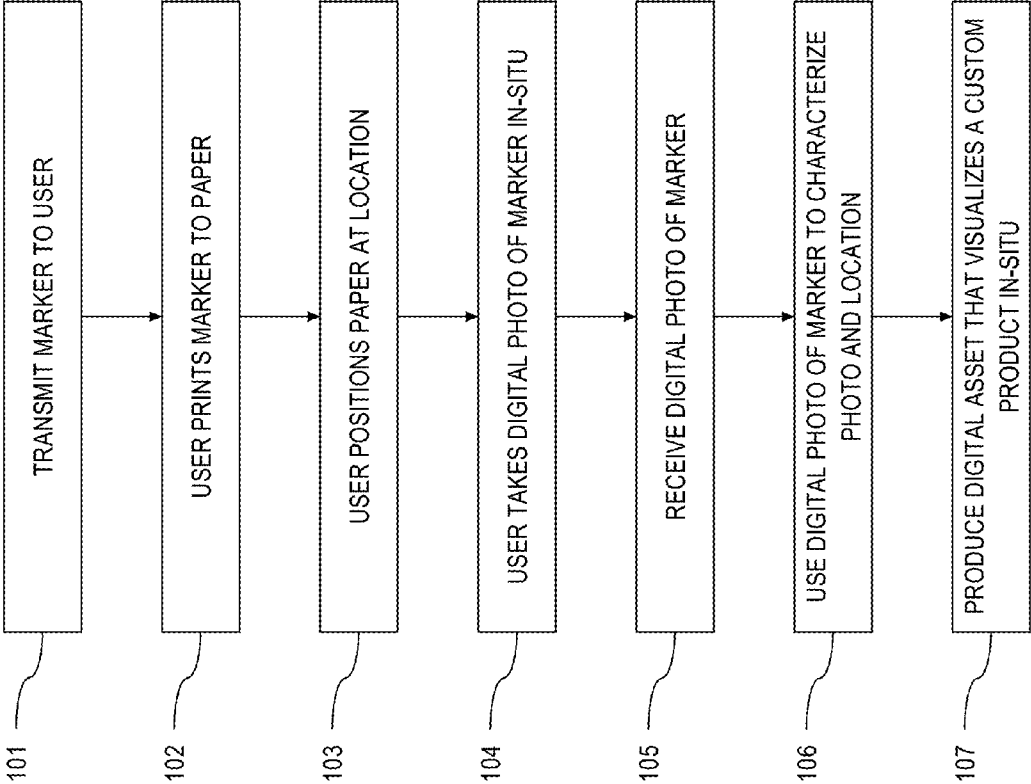 101
TRANSMIT MARKER TO USER
102
USER PRINTS MARKER TO PAPER
103
USER POSITIONS PAPER AT LOCATION
104
USER TAKES DIGITAL PHOTO OF MARKER IN-SITU
105
RECEIVE DIGITAL PHOTO OF MARKER
106
USE DIGITAL PHOTO OF MARKER TO CHARACTERIZE
PHOTO AND LOCATION
107
PRODUCE DIGITAL ASSET THAT VISUALIZES A CUSTOM
PRODUCT IN-SITU